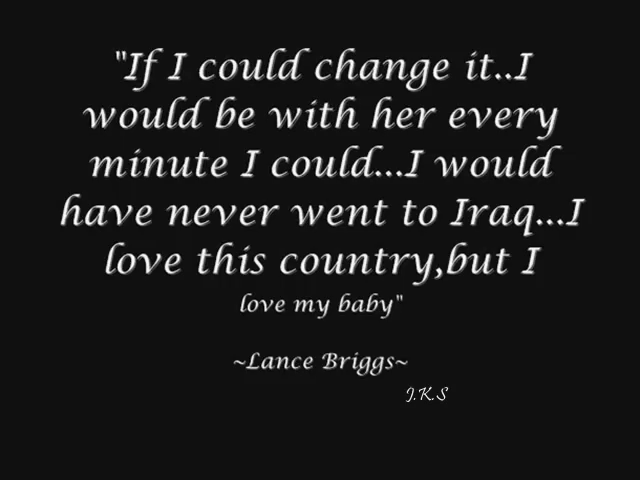 "If I could change it..I
would be with her every
minute I could...I would
have never went to Iraq...I
love this country,but I
love my baby"
~Lance Briggs~
J.K.S